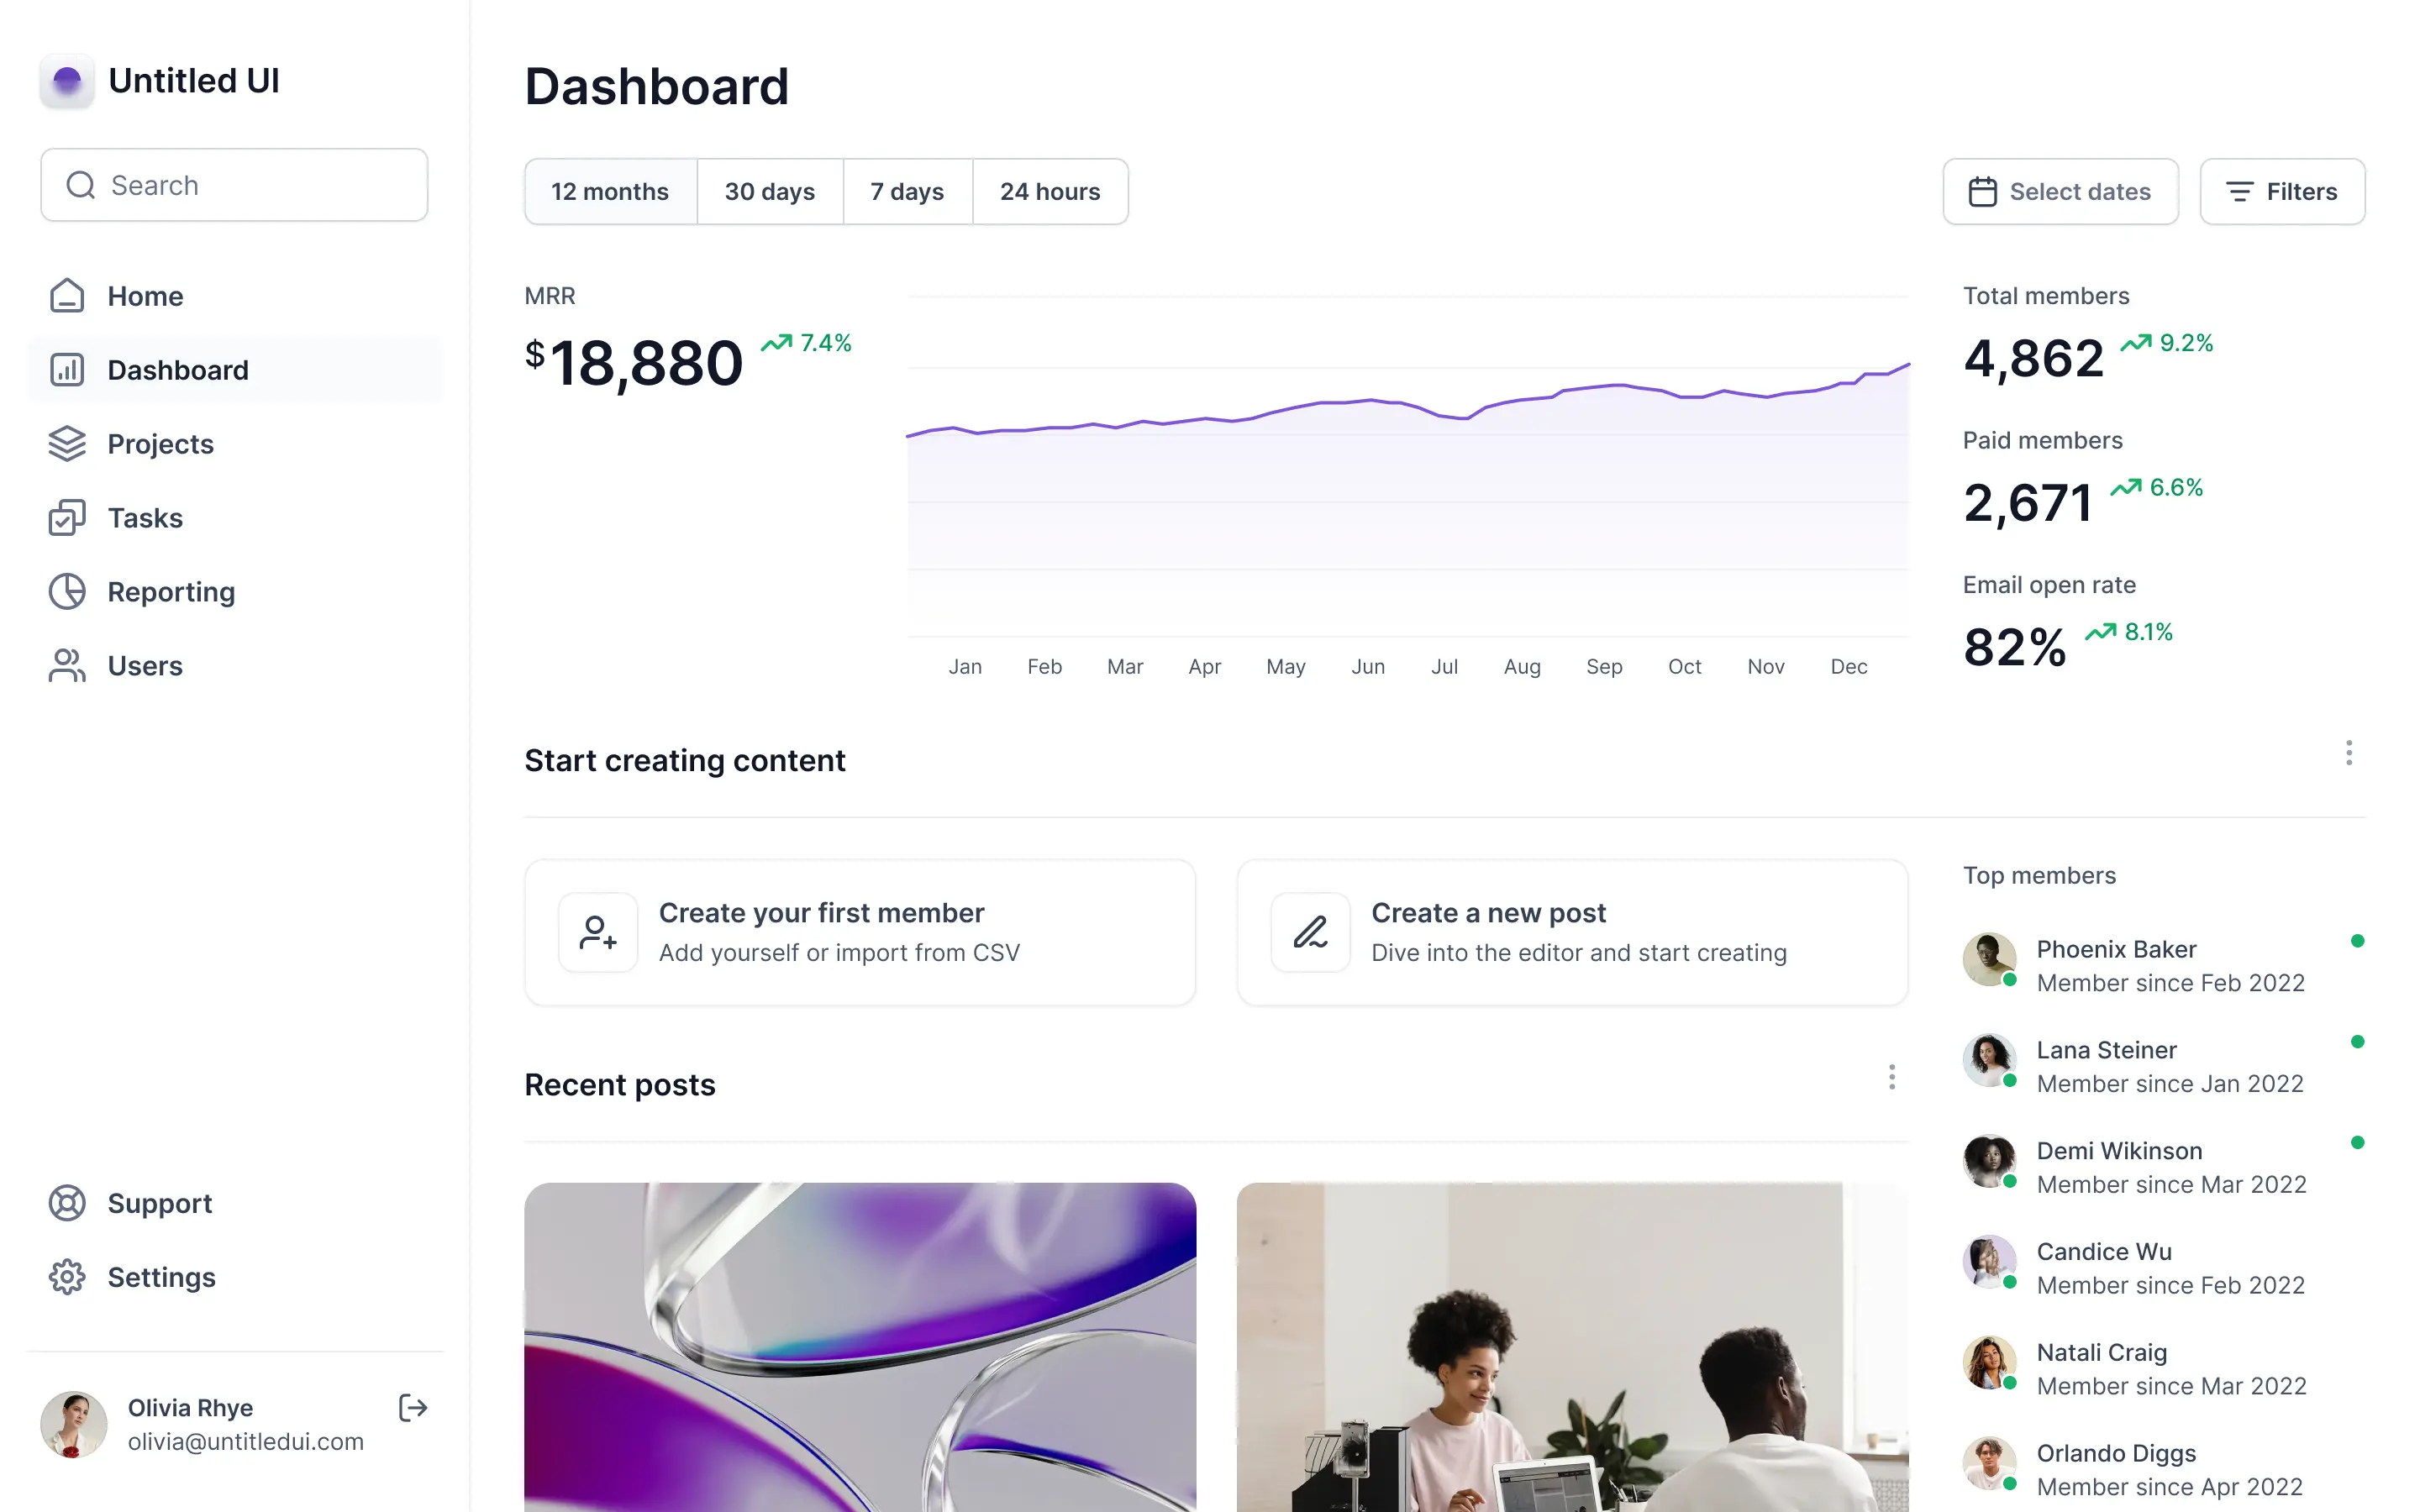 Untitled UI
Search
Home
Dashboard
Projects
Tasks
Reporting
Users
Support
Settings
Olivia Rhye
olivia@untitledui.com
Dashboard
12 months
30 days
7 days
24 hours
Select dates
Filters
MRR
$18,880
7.4%
Jan Feb Mar Apr May Jun Jul Aug Sep Oct Nov Dec
Total members
4,862
9.2%
Paid members
2,671
6.6%
Email open rate
82%
8.1%
Start creating content
Create your first member
Add yourself or import from CSV
Create a new post
Dive into the editor and start creating
Recent posts
Top members
Phoenix Baker
Member since Feb 2022
Lana Steiner
Member since Jan 2022
Demi Wikinson
Member since Mar 2022
Candice Wu
Member since Feb 2022
Natali Craig
Member since Mar 2022
Orlando Diggs
Member since Apr 2022